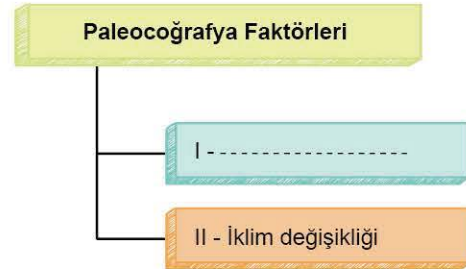 Paleocoğrafya Faktörleri
I - -------------------
II - İklim değişikliği